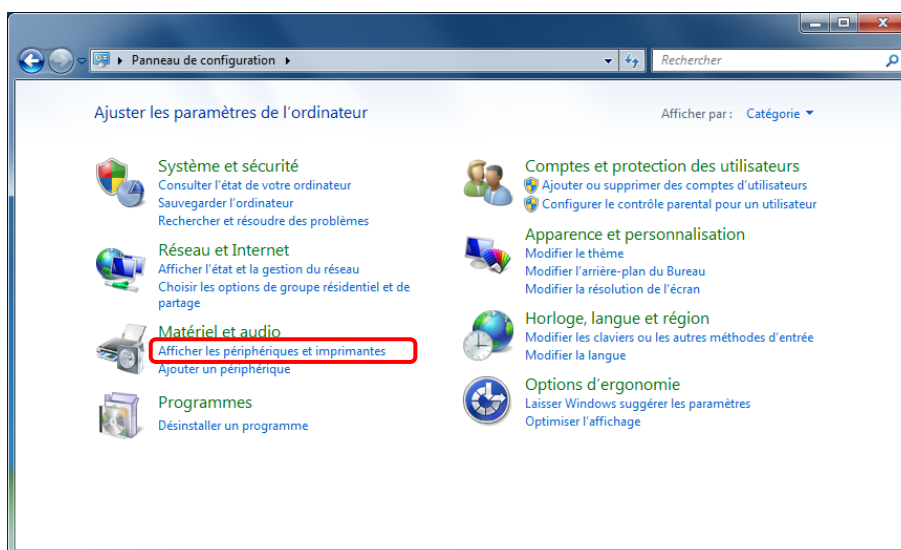 Panneau de configuration
Rechercher
Ajuster les paramètres de l'ordinateur
Afficher par : Catégorie
Système et sécurité
Consulter l'état de votre ordinateur
Sauvegarder l'ordinateur
Rechercher et résoudre des problèmes
Réseau et Internet
Afficher l'état et la gestion du réseau
Choisir les options de groupe résidentiel et de
partage
Matériel et audio
Afficher les périphériques et imprimantes
Ajouter un périphérique
Programmes
Désinstaller un programme
Comptes et protection des utilisateurs
Ajouter ou supprimer des comptes d'utilisateurs
Configurer le contrôle parental pour un utilisateur
Apparence et personnalisation
Modifier le thème
Modifier l'arrière-plan du Bureau
Modifier la résolution de l'écran
Horloge, langue et région
Modifier les claviers ou les autres méthodes d'entrée
Modifier la langue
Options d'ergonomie
Laisser Windows suggérer les paramètres
Optimiser l'affichage